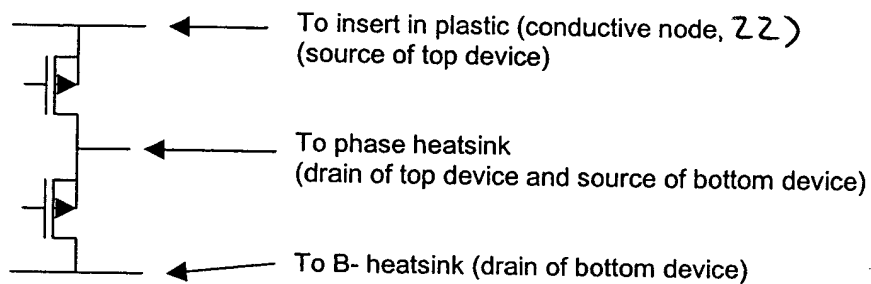 To insert in plastic (conductive node, 22)
(source of top device)
To phase heatsink
(drain of top device and source of bottom device)
To B- heatsink (drain of bottom device)